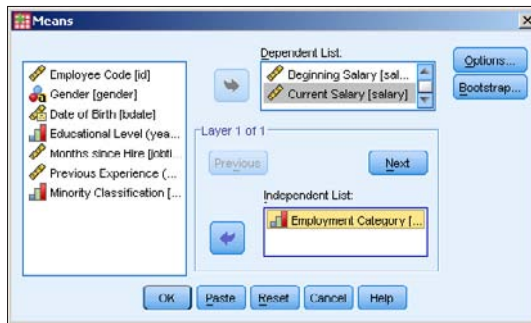 Means
Employee Code [id]
Gender [gender]
Date of Birth [bdate]
Educational Level (yea...
Months since Hire [jobti...
Previous Experience (...
Minority Classification [...
Dependent List:
Beginning Salary [sal...
Current Salary [salary]
Layer 1 of 1
Previous
Next
Independent List:
Employment Category [...
Options...
Bootstrap...
OK
Paste
Reset
Cancel
Help